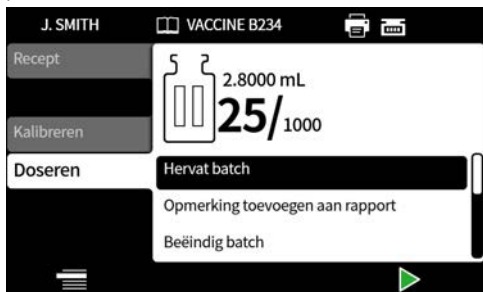 J. SMITH VACCINE B234
Recept
2.8000 mL
25/1000
Kalibreren
Doseren
Hervat batch
Opmerking toevoegen aan rapport
Beëindig batch